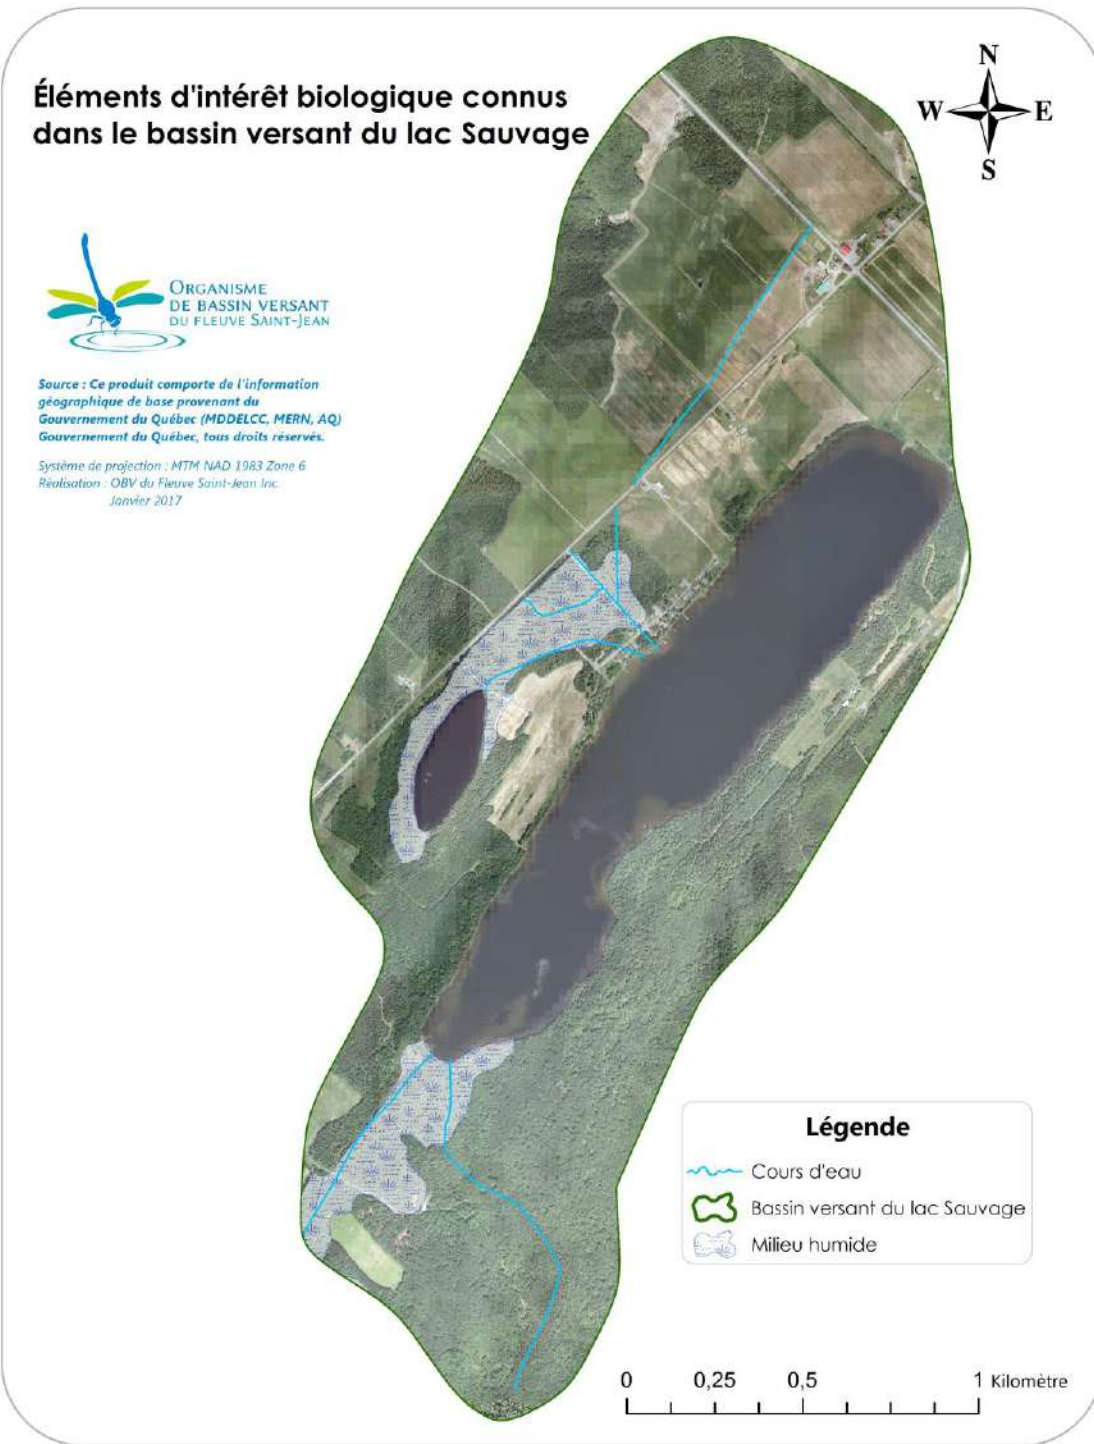 Éléments d'intérêt biologique connus
dans le bassin versant du lac Sauvage
N
W E
S
ORGANISME
DE BASSIN VERSANT
DU FLEUVE SAINT-JEAN
Source : Ce produit comporte de l'information
géographique de base provenant du
Gouvernement du Québec (MDDELCC, MERN, AQ)
Gouvernement du Québec, tous droits réservés.
Système de projection : MTM NAD 1983 Zone 6
Réalisation : OBV du Fleuve Saint-Jean Inc.
Janvier 2017
Légende
Cours d'eau
Bassin versant du lac Sauvage
Milieu humide
0 0,25 0,5 1 Kilomètre